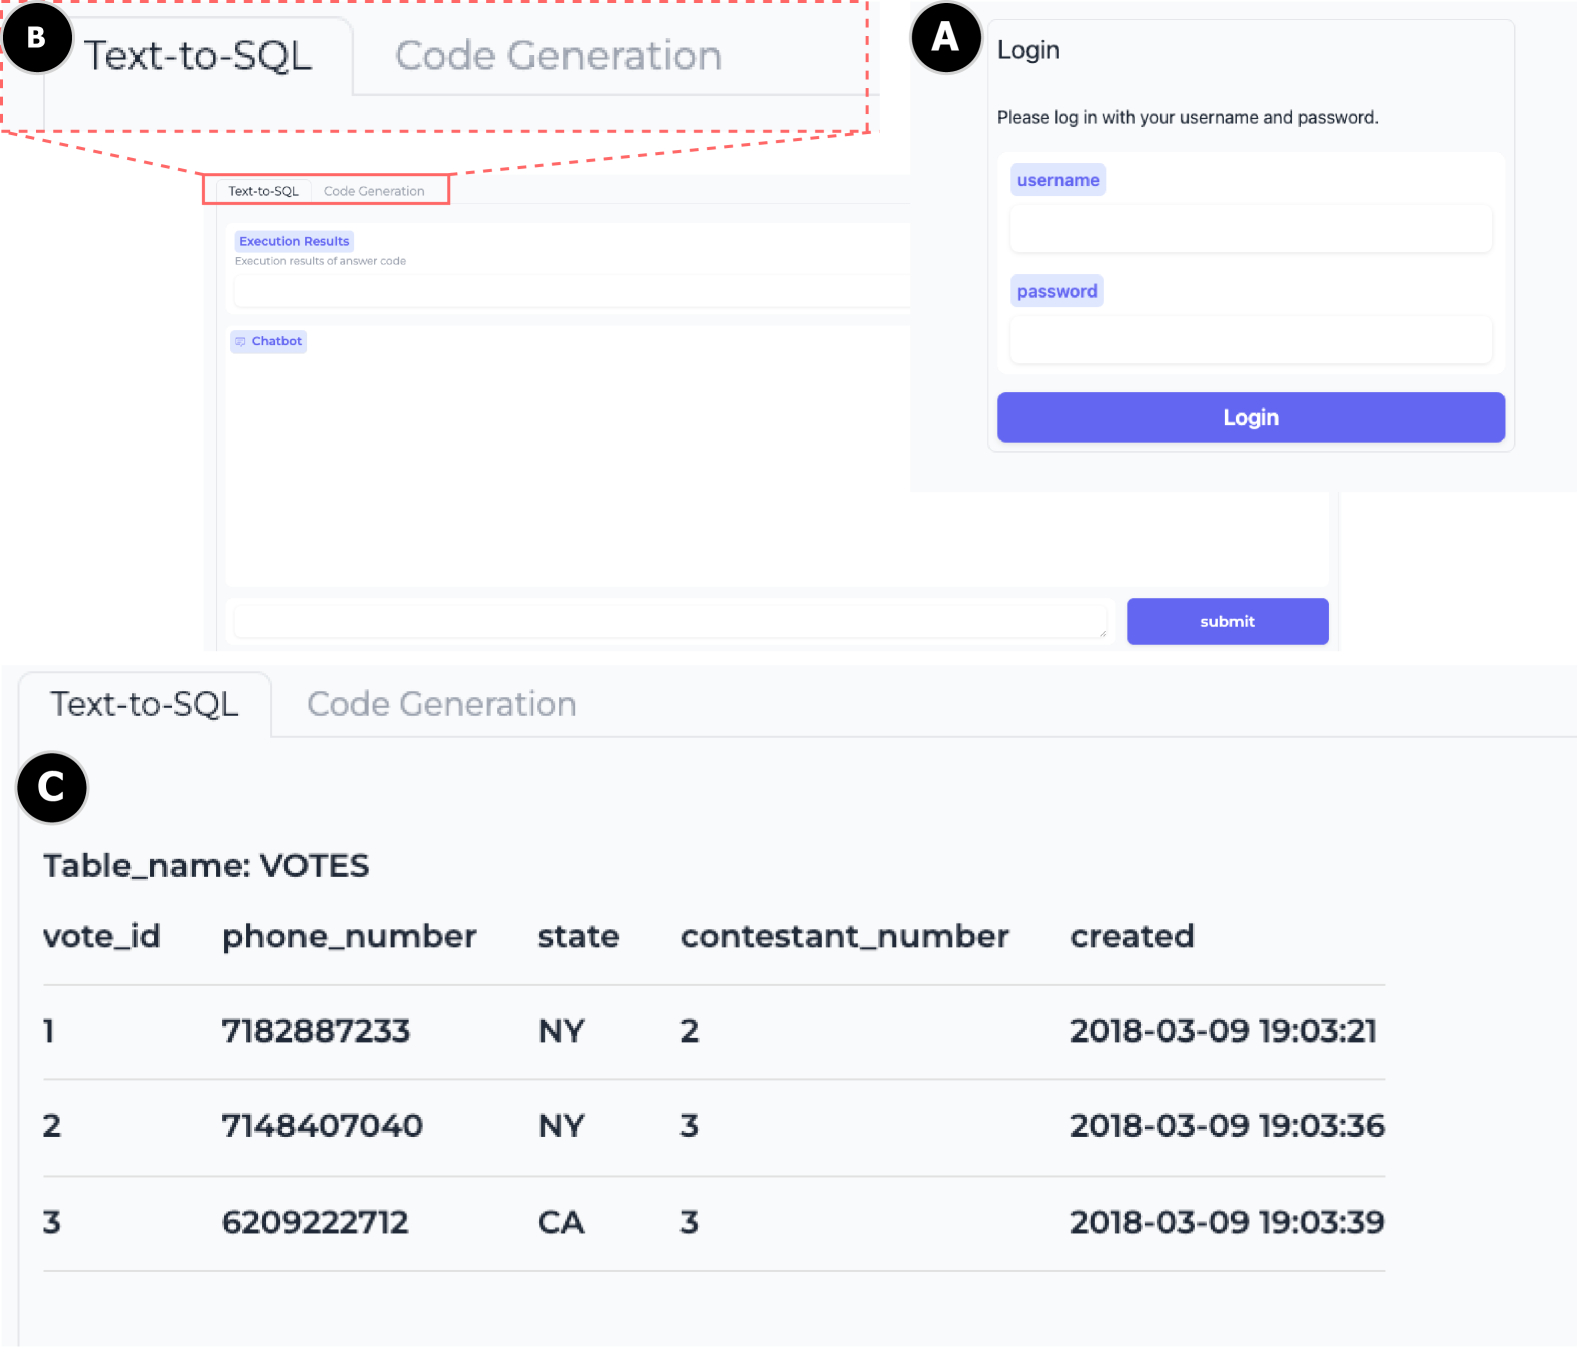 B
Text-to-SQL Code Generation
A
Login
Please log in with your username and password.
username
password
Login
Text-to-SQL Code Generation
Execution Results
Execution results of answer code
Chatbot
submit
Text-to-SQL Code Generation
C
Table_name: VOTES
vote_id phone_number state contestant_number created
1 7182887233 NY 2 2018-03-09 19:03:21
2 7148407040 NY 3 2018-03-09 19:03:36
3 6209222712 CA 3 2018-03-09 19:03:39